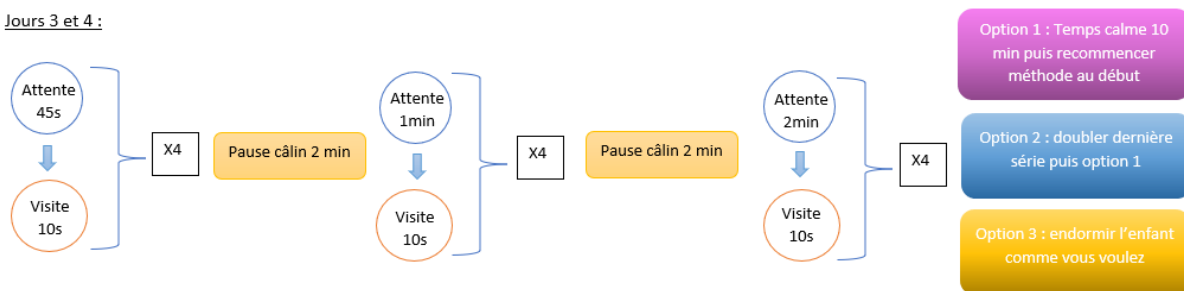 Jours 3 et 4 :
Attente
45s
Visite
10s
X4
Pause câlin 2 min
Attente
1min
Visite
10s
X4
Pause câlin 2 min
Attente
2min
Visite
10s
X4
Option 1 : Temps calme 10
min puis recommencer
méthode au début
Option 2 : doubler dernière
série puis option 1
Option 3 : endormir l’enfant
comme vous voulez